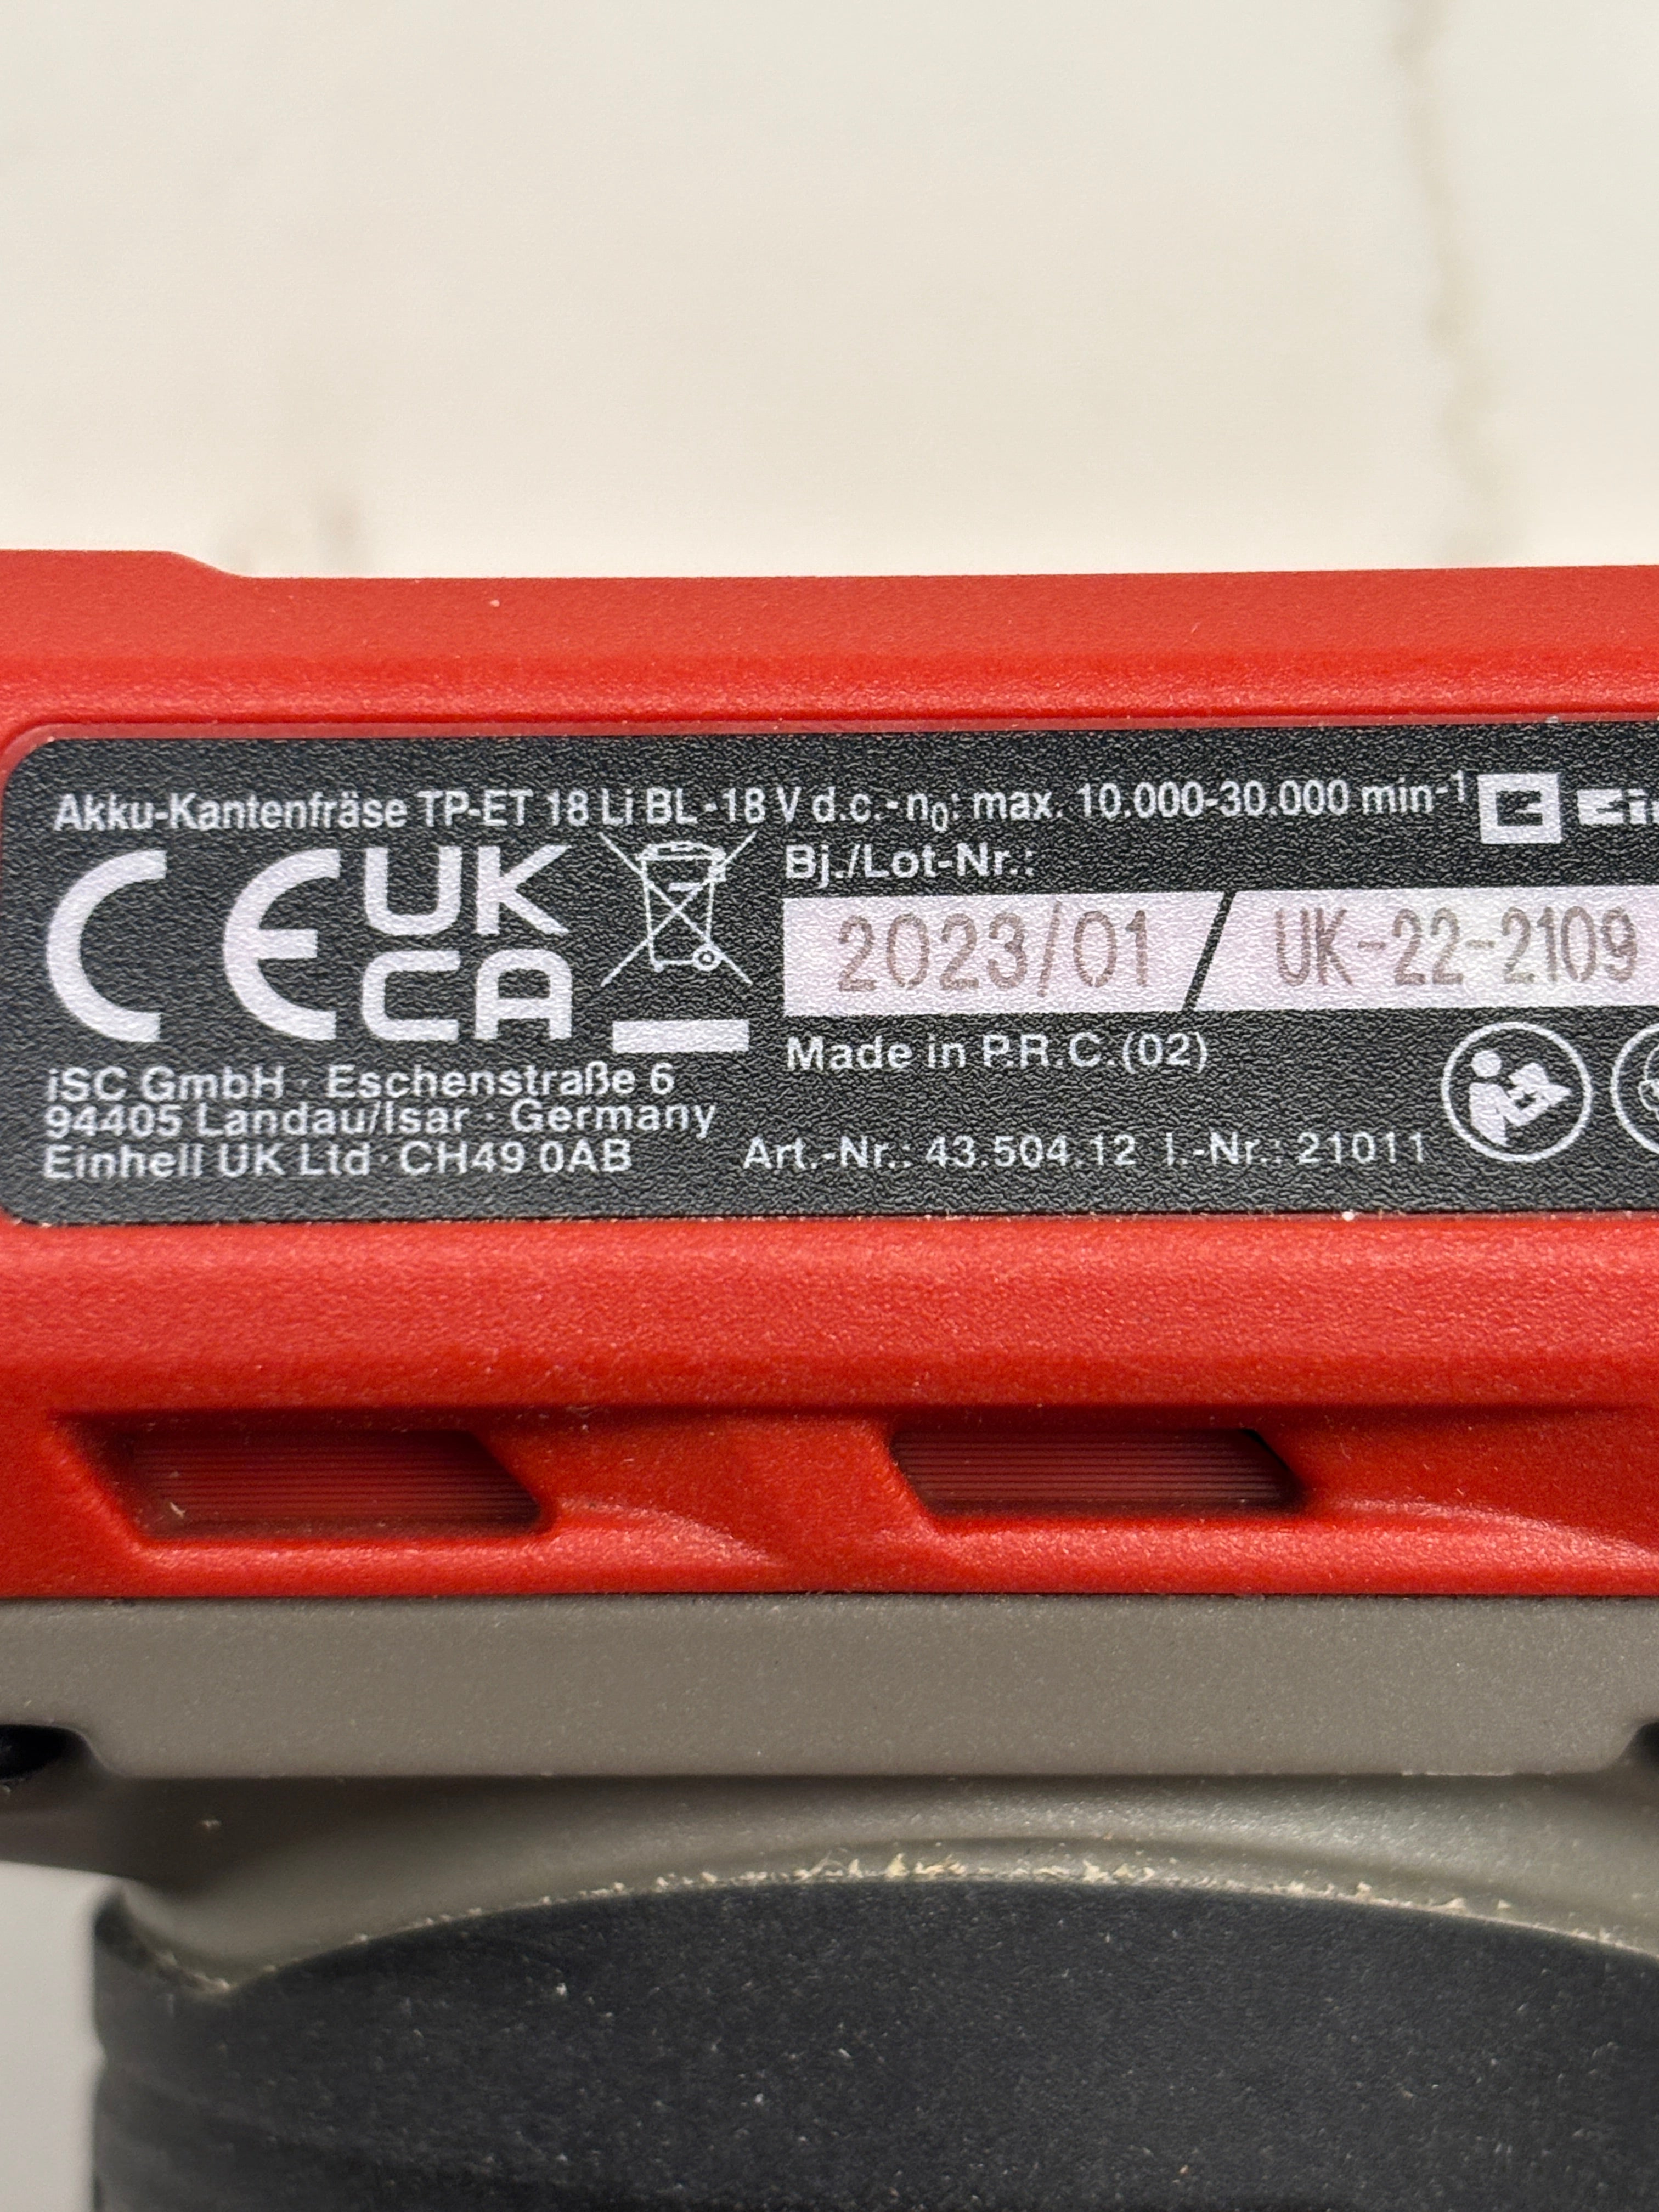 Akku-Kantenfräse TP-ET 18 Li BL - 18 V d.c. - n₀: max. 10.000-30.000 min⁻¹
CE UK
CA
Bj./Lot-Nr.:
2023/01 / UK-22-2109
Made in P.R.C.(02)
iSC GmbH · Eschenstraße 6
94405 Landau/Isar · Germany
Einhell UK Ltd · CH49 0AB
Art.-Nr.: 43.504.12 I.-Nr.: 21011